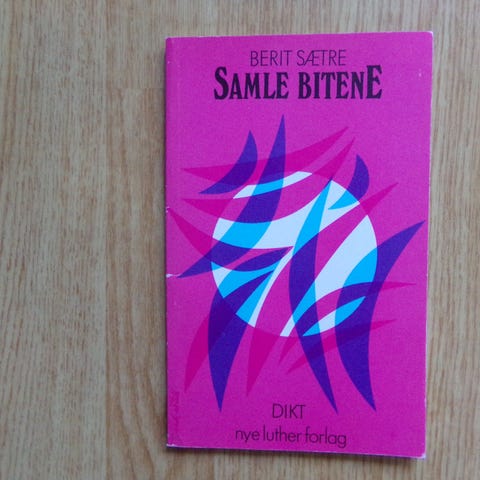 BERIT SÆTRE
SAMLE BITENE
DIKT
nye luther forlag